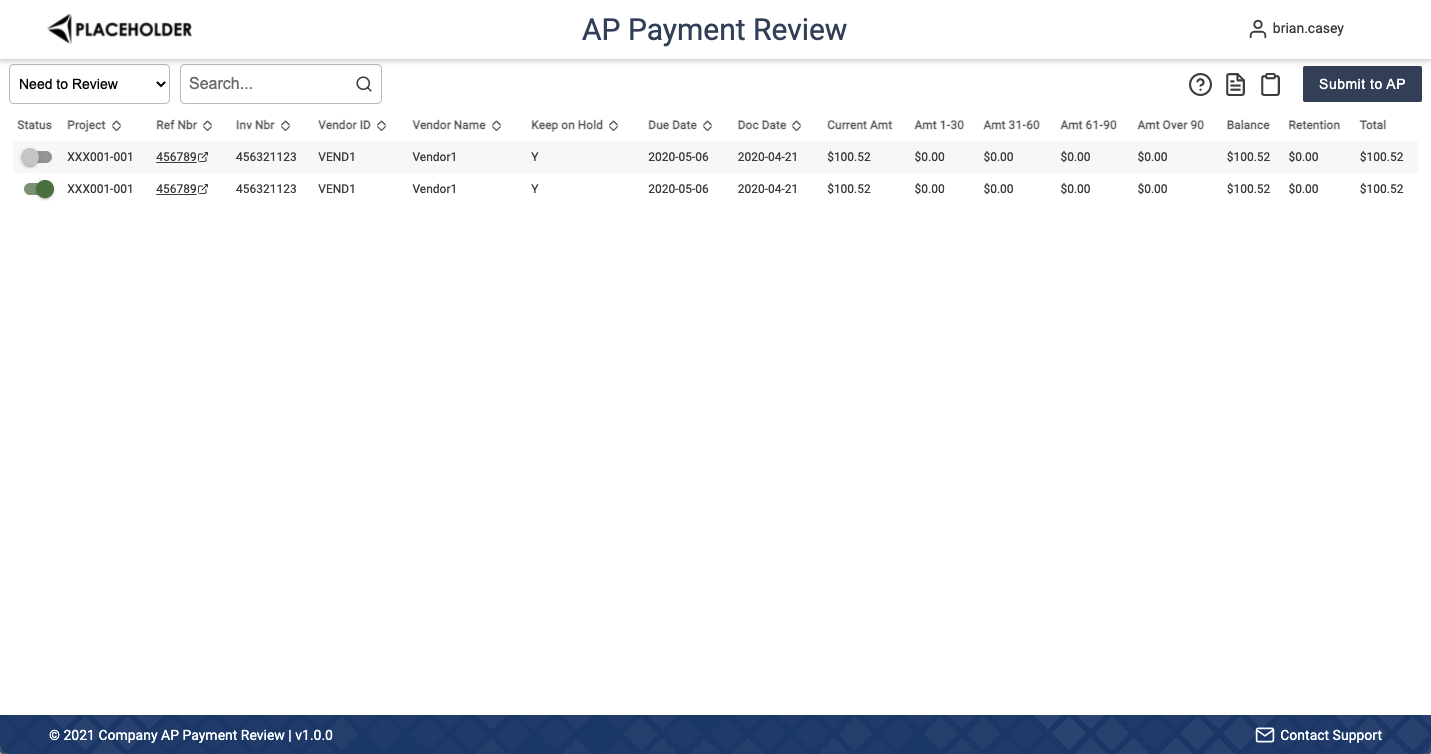 PLACEHOLDER AP Payment Review brian.casey
Need to Review Search... Submit to AP
Status Project Ref Nbr Inv Nbr Vendor ID Vendor Name Keep on Hold Due Date Doc Date Current Amt Amt 1-30 Amt 31-60 Amt 61-90 Amt Over 90 Balance Retention Total
XXX001-001 456789 456321123 VEND1 Vendor1 Y 2020-05-06 2020-04-21 $100.52 $0.00 $0.00 $0.00 $0.00 $100.52 $0.00 $100.52
XXX001-001 456789 456321123 VEND1 Vendor1 Y 2020-05-06 2020-04-21 $100.52 $0.00 $0.00 $0.00 $0.00 $100.52 $0.00 $100.52
© 2021 Company AP Payment Review | v1.0.0 Contact Support